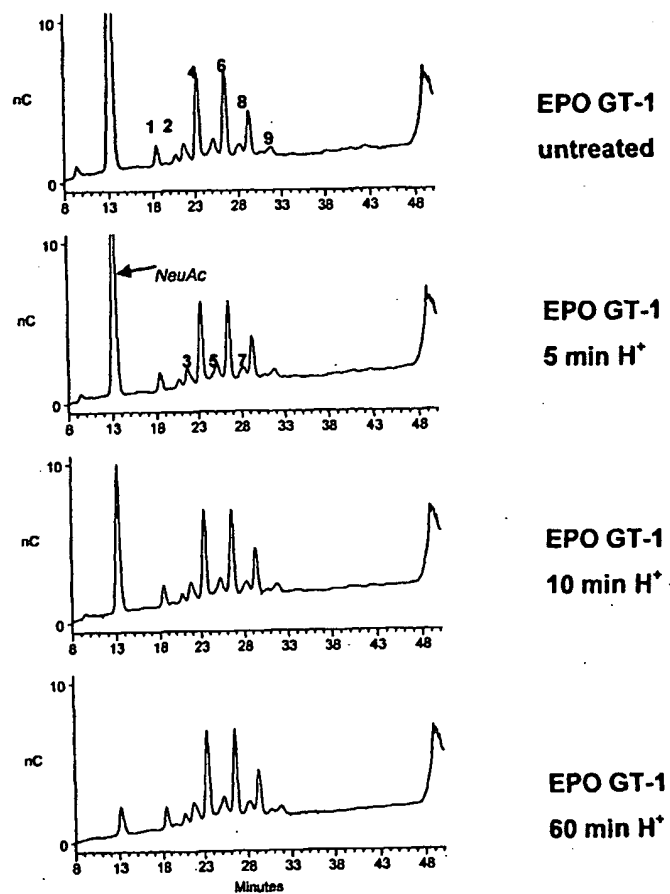 10
nC
0
1 2 4 6 8 9
8 13 18 23 28 33 38 43 48
EPO GT-1
untreated
10
nC
0
NeuAc
3 5 7
8 13 18 23 28 33 38 43 48
EPO GT-1
5 min H⁺
10
nC
0
8 13 18 23 28 33 38 43 48
EPO GT-1
10 min H⁺
10
nC
0
8 13 18 23 28 33 38 43 48
Minutes
EPO GT-1
60 min H⁺